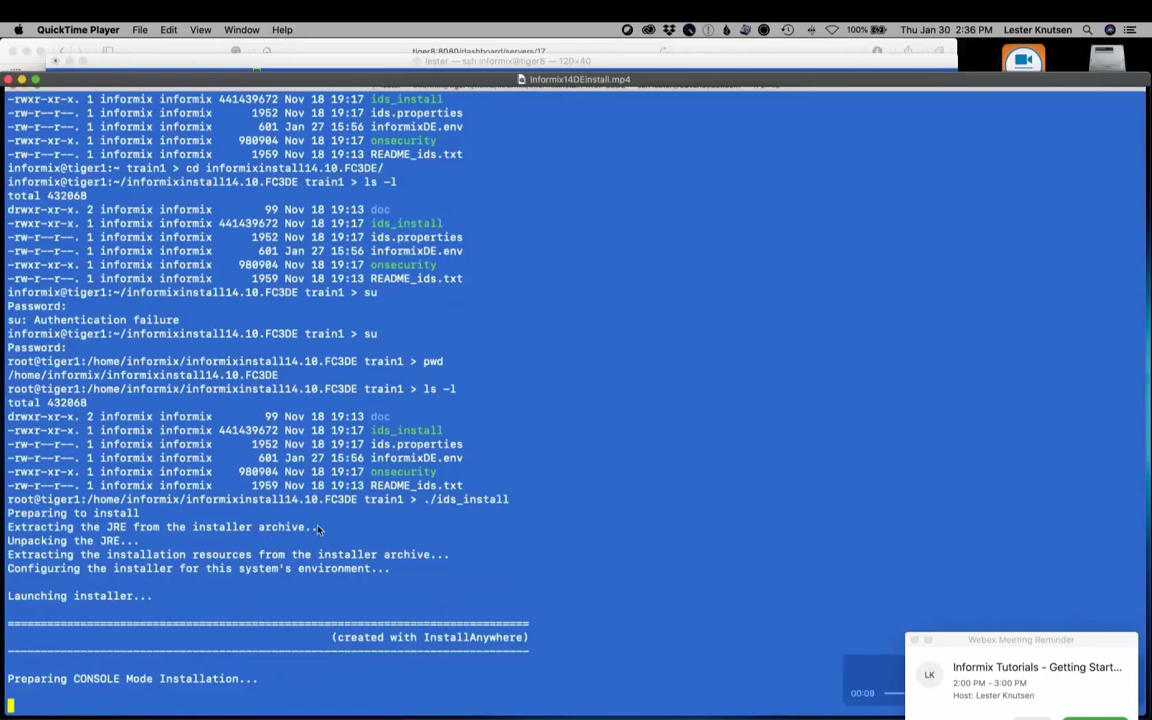 QuickTime Player File Edit View Window Help 100% Thu Jan 30 2:36 PM Lester Knutsen
tiger8:8080/dashboard/servers/17
lester — ssh informix@tiger8 — 120×40
Informix14DEinstall.mp4
-rwxr-xr-x. 1 informix informix 441439672 Nov 18 19:17 ids_install
-rw-r--r--. 1 informix informix 1952 Nov 18 19:17 ids.properties
-rw-r--r--. 1 informix informix 601 Jan 27 15:56 informixDE.env
-rwxr-xr-x. 1 informix informix 980904 Nov 18 19:17 onsecurity
-rw-r--r--. 1 informix informix 1959 Nov 18 19:13 README_ids.txt
informix@tiger1:~ train1 > cd informixinstall14.10.FC3DE/
informix@tiger1:~/informixinstall14.10.FC3DE train1 > ls -l
total 432068
drwxr-xr-x. 2 informix informix 99 Nov 18 19:13 doc
-rwxr-xr-x. 1 informix informix 441439672 Nov 18 19:17 ids_install
-rw-r--r--. 1 informix informix 1952 Nov 18 19:17 ids.properties
-rw-r--r--. 1 informix informix 601 Jan 27 15:56 informixDE.env
-rwxr-xr-x. 1 informix informix 980904 Nov 18 19:17 onsecurity
-rw-r--r--. 1 informix informix 1959 Nov 18 19:13 README_ids.txt
informix@tiger1:~/informixinstall14.10.FC3DE train1 > su
Password:
su: Authentication failure
informix@tiger1:~/informixinstall14.10.FC3DE train1 > su
Password:
root@tiger1:/home/informix/informixinstall14.10.FC3DE train1 > pwd
/home/informix/informixinstall14.10.FC3DE
root@tiger1:/home/informix/informixinstall14.10.FC3DE train1 > ls -l
total 432068
drwxr-xr-x. 2 informix informix 99 Nov 18 19:13 doc
-rwxr-xr-x. 1 informix informix 441439672 Nov 18 19:17 ids_install
-rw-r--r--. 1 informix informix 1952 Nov 18 19:17 ids.properties
-rw-r--r--. 1 informix informix 601 Jan 27 15:56 informixDE.env
-rwxr-xr-x. 1 informix informix 980904 Nov 18 19:17 onsecurity
-rw-r--r--. 1 informix informix 1959 Nov 18 19:13 README_ids.txt
root@tiger1:/home/informix/informixinstall14.10.FC3DE train1 > ./ids_install
Preparing to install
Extracting the JRE from the installer archive...
Unpacking the JRE...
Extracting the installation resources from the installer archive...
Configuring the installer for this system's environment...
Launching installer...
===============================================================================
(created with InstallAnywhere)
-------------------------------------------------------------------------------
Preparing CONSOLE Mode Installation...
00:09
Webex Meeting Reminder
LK
Informix Tutorials - Getting Start...
2:00 PM - 3:00 PM
Host: Lester Knutsen